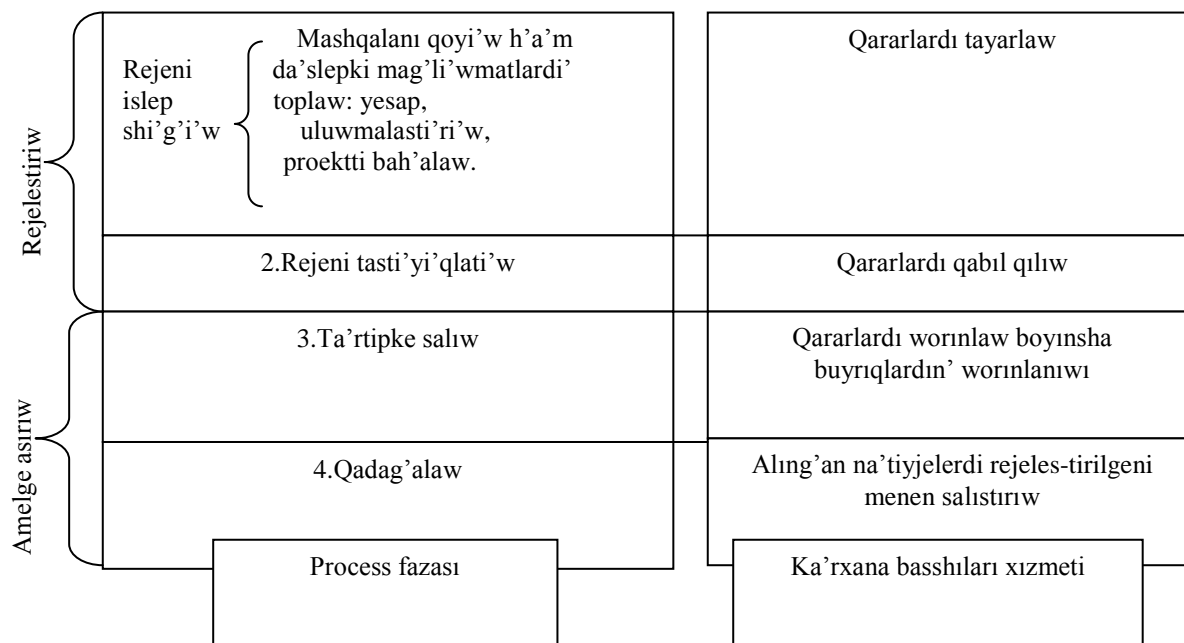 Rejelestiriw
Rejeni
islep
shi’g’i’w
Mashqalanı qoyi’w h’a’m
da’slepki mag’li’wmatlardi’
toplaw: yesap,
uluwmalasti’ri’w,
proektti bah’alaw.
Qararlardı tayarlaw
2.Rejeni tasti’yi’qlati’w
Qararlardı qabıl qılıw
Amelge asırıw
3.Ta’rtipke salıw
Qararlardı worınlaw boyınsha
buyrıqlardın’ worınlanıwı
4.Qadag’alaw
Alıng’an na’tiyjelerdi rejeles-tirilgeni
menen salıstırıw
Process fazası
Ka’rxana basshıları xızmeti